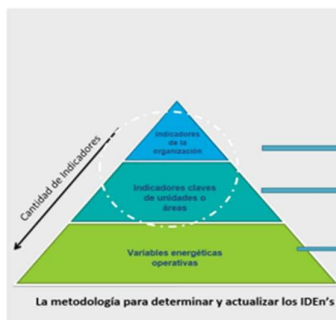 Indicadores
de la
organización
Cantidad de Indicadores
Indicadores claves
de unidades o
áreas
Variables energéticas
operativas
La metodología para determinar y actualizar los IDEn's